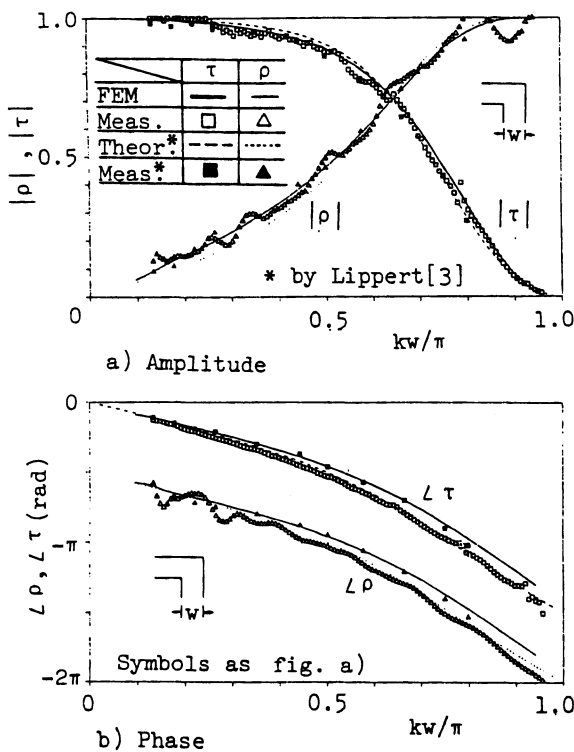 1.0
τ ρ
FEM
Meas. □ △
Theor.*
Meas.* ■ ▲
|ρ|, |τ|
0.5
W
|ρ|
|τ|
* by Lippert[3]
0
0.5
1.0
kw/π
a) Amplitude
0
∠ρ, ∠τ (rad)
∠τ
-π
∠ρ
W
Symbols as fig. a)
-2π
0
0.5
1.0
kw/π
b) Phase